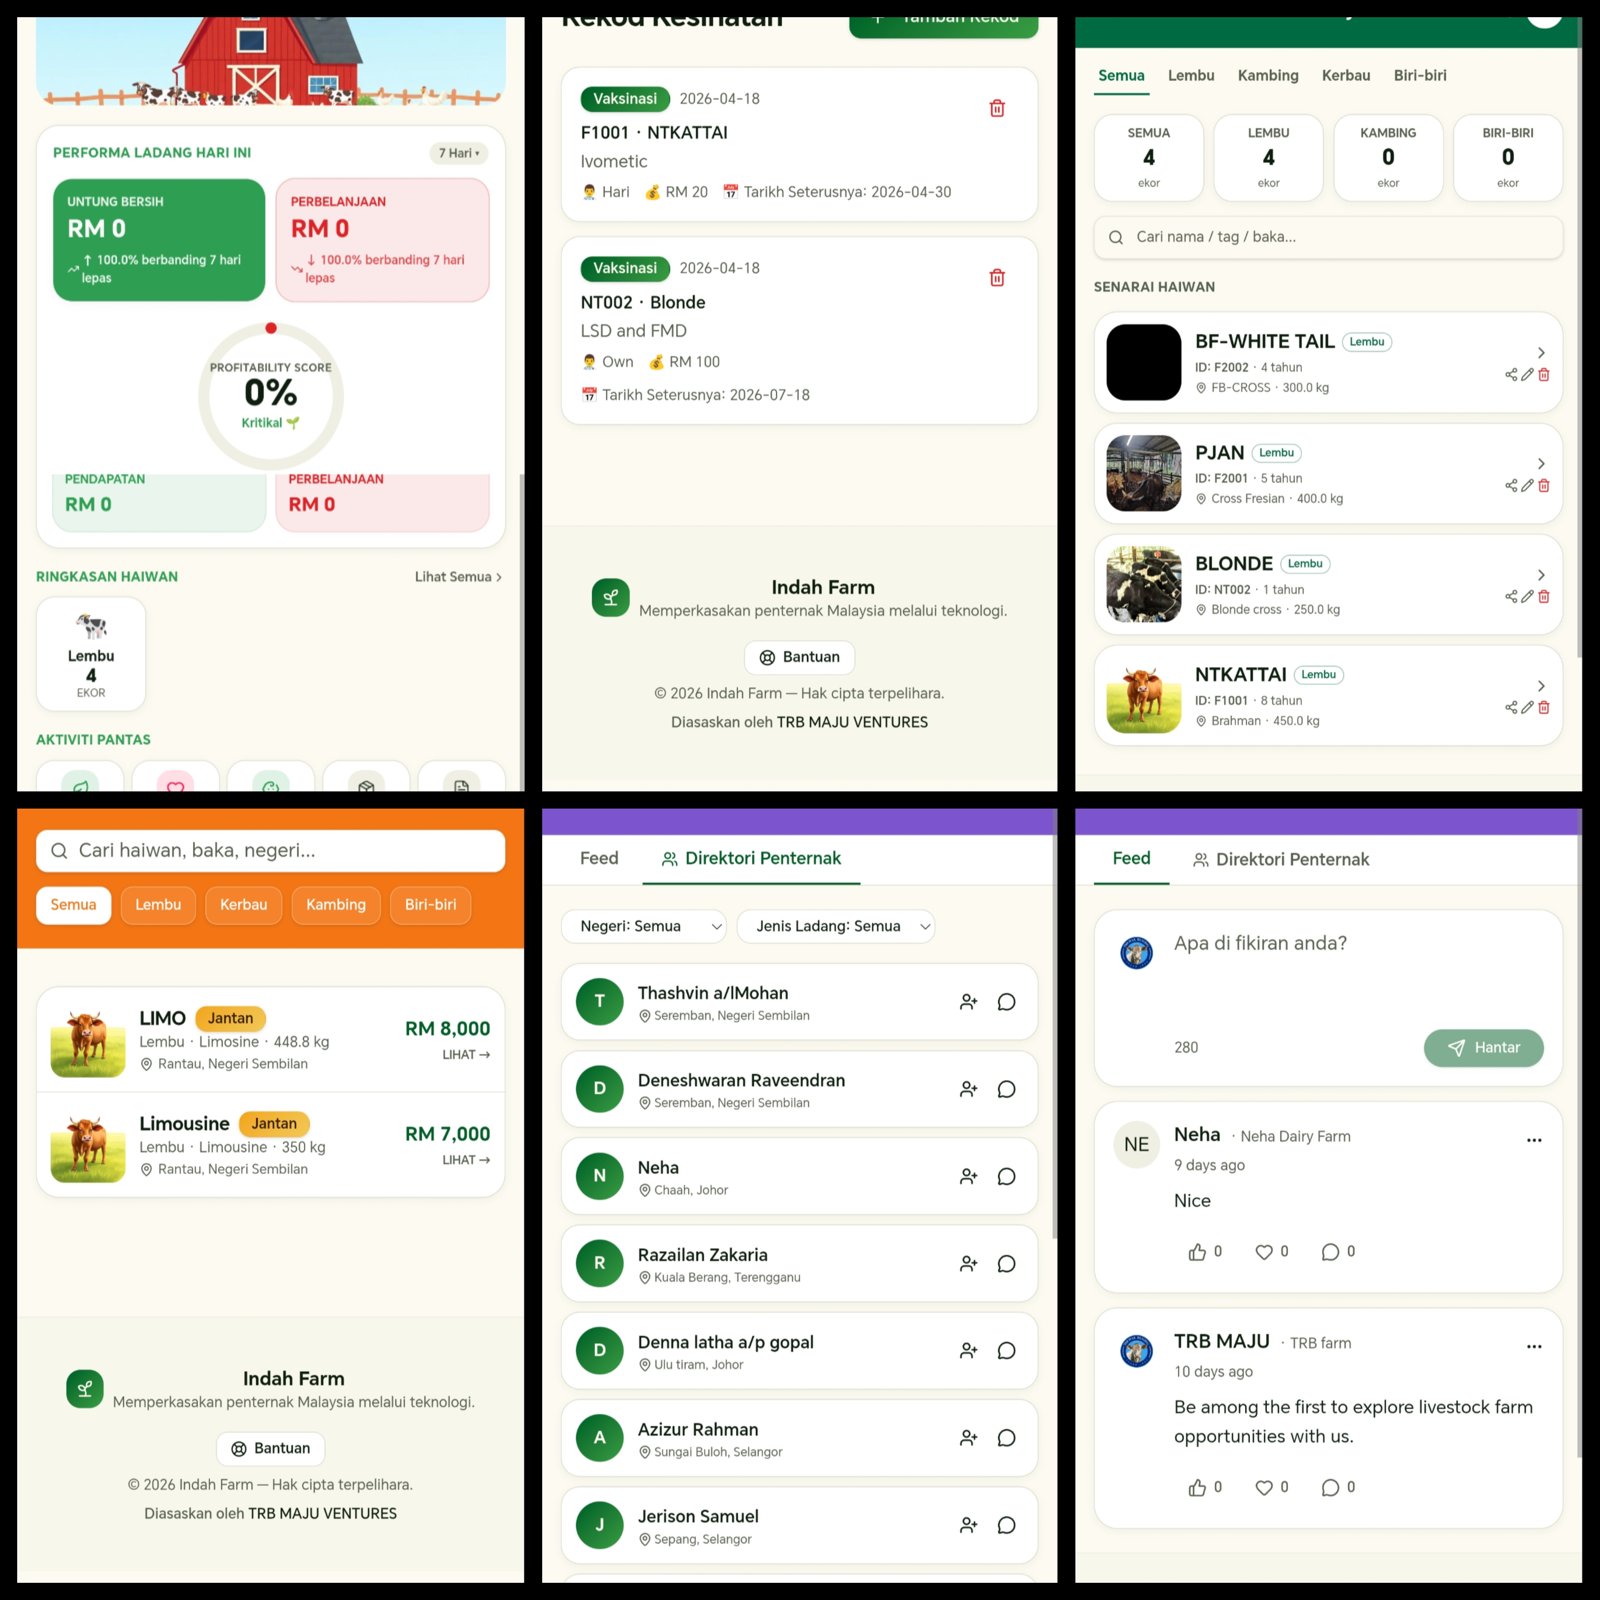 PERFORMA LADANG HARI INI
7 Hari ▾
UNTUNG BERSIH
RM 0
↑ 100.0% berbanding 7 hari
lepas
PERBELANJAAN
RM 0
↓ 100.0% berbanding 7 hari
lepas
PROFITABILITY SCORE
0%
Kritikal 🌱
PENDAPATAN
RM 0
PERBELANJAAN
RM 0
RINGKASAN HAIWAN
Lihat Semua >
Lembu
4
EKOR
AKTIVITI PANTAS
Rekod Kesihatan
+ Tambah Rekod
Vaksinasi 2026-04-18
F1001 · NTKATTAI
Ivometic
Hari RM 20 Tarikh Seterusnya: 2026-04-30
Vaksinasi 2026-04-18
NT002 · Blonde
LSD and FMD
Own RM 100
Tarikh Seterusnya: 2026-07-18
Indah Farm
Memperkasakan penternak Malaysia melalui teknologi.
Bantuan
© 2026 Indah Farm — Hak cipta terpelihara.
Diasaskan oleh TRB MAJU VENTURES
Semua Lembu Kambing Kerbau Biri-biri
SEMUA
4
ekor
LEMBU
4
ekor
KAMBING
0
ekor
BIRI-BIRI
0
ekor
Cari nama / tag / baka...
SENARAI HAIWAN
BF-WHITE TAIL Lembu
ID: F2002 · 4 tahun
FB-CROSS · 300.0 kg
PJAN Lembu
ID: F2001 · 5 tahun
Cross Fresian · 400.0 kg
BLONDE Lembu
ID: NT002 · 1 tahun
Blonde cross · 250.0 kg
NTKATTAI Lembu
ID: F1001 · 8 tahun
Brahman · 450.0 kg
Cari haiwan, baka, negeri...
Semua Lembu Kerbau Kambing Biri-biri
LIMO Jantan
Lembu · Limosine · 448.8 kg
Rantau, Negeri Sembilan
RM 8,000
LIHAT →
Limousine Jantan
Lembu · Limousine · 350 kg
Rantau, Negeri Sembilan
RM 7,000
LIHAT →
Indah Farm
Memperkasakan penternak Malaysia melalui teknologi.
Bantuan
© 2026 Indah Farm — Hak cipta terpelihara.
Diasaskan oleh TRB MAJU VENTURES
Feed Direktori Penternak
Negeri: Semua Jenis Ladang: Semua
T
Thashvin a/lMohan
Seremban, Negeri Sembilan
D
Deneshwaran Raveendran
Seremban, Negeri Sembilan
N
Neha
Chaah, Johor
R
Razailan Zakaria
Kuala Berang, Terengganu
D
Denna latha a/p gopal
Ulu tiram, Johor
A
Azizur Rahman
Sungai Buloh, Selangor
J
Jerison Samuel
Sepang, Selangor
Feed Direktori Penternak
Apa di fikiran anda?
280
Hantar
NE
Neha · Neha Dairy Farm
9 days ago
Nice
0 0 0
TRB MAJU · TRB farm
10 days ago
Be among the first to explore livestock farm
opportunities with us.
0 0 0